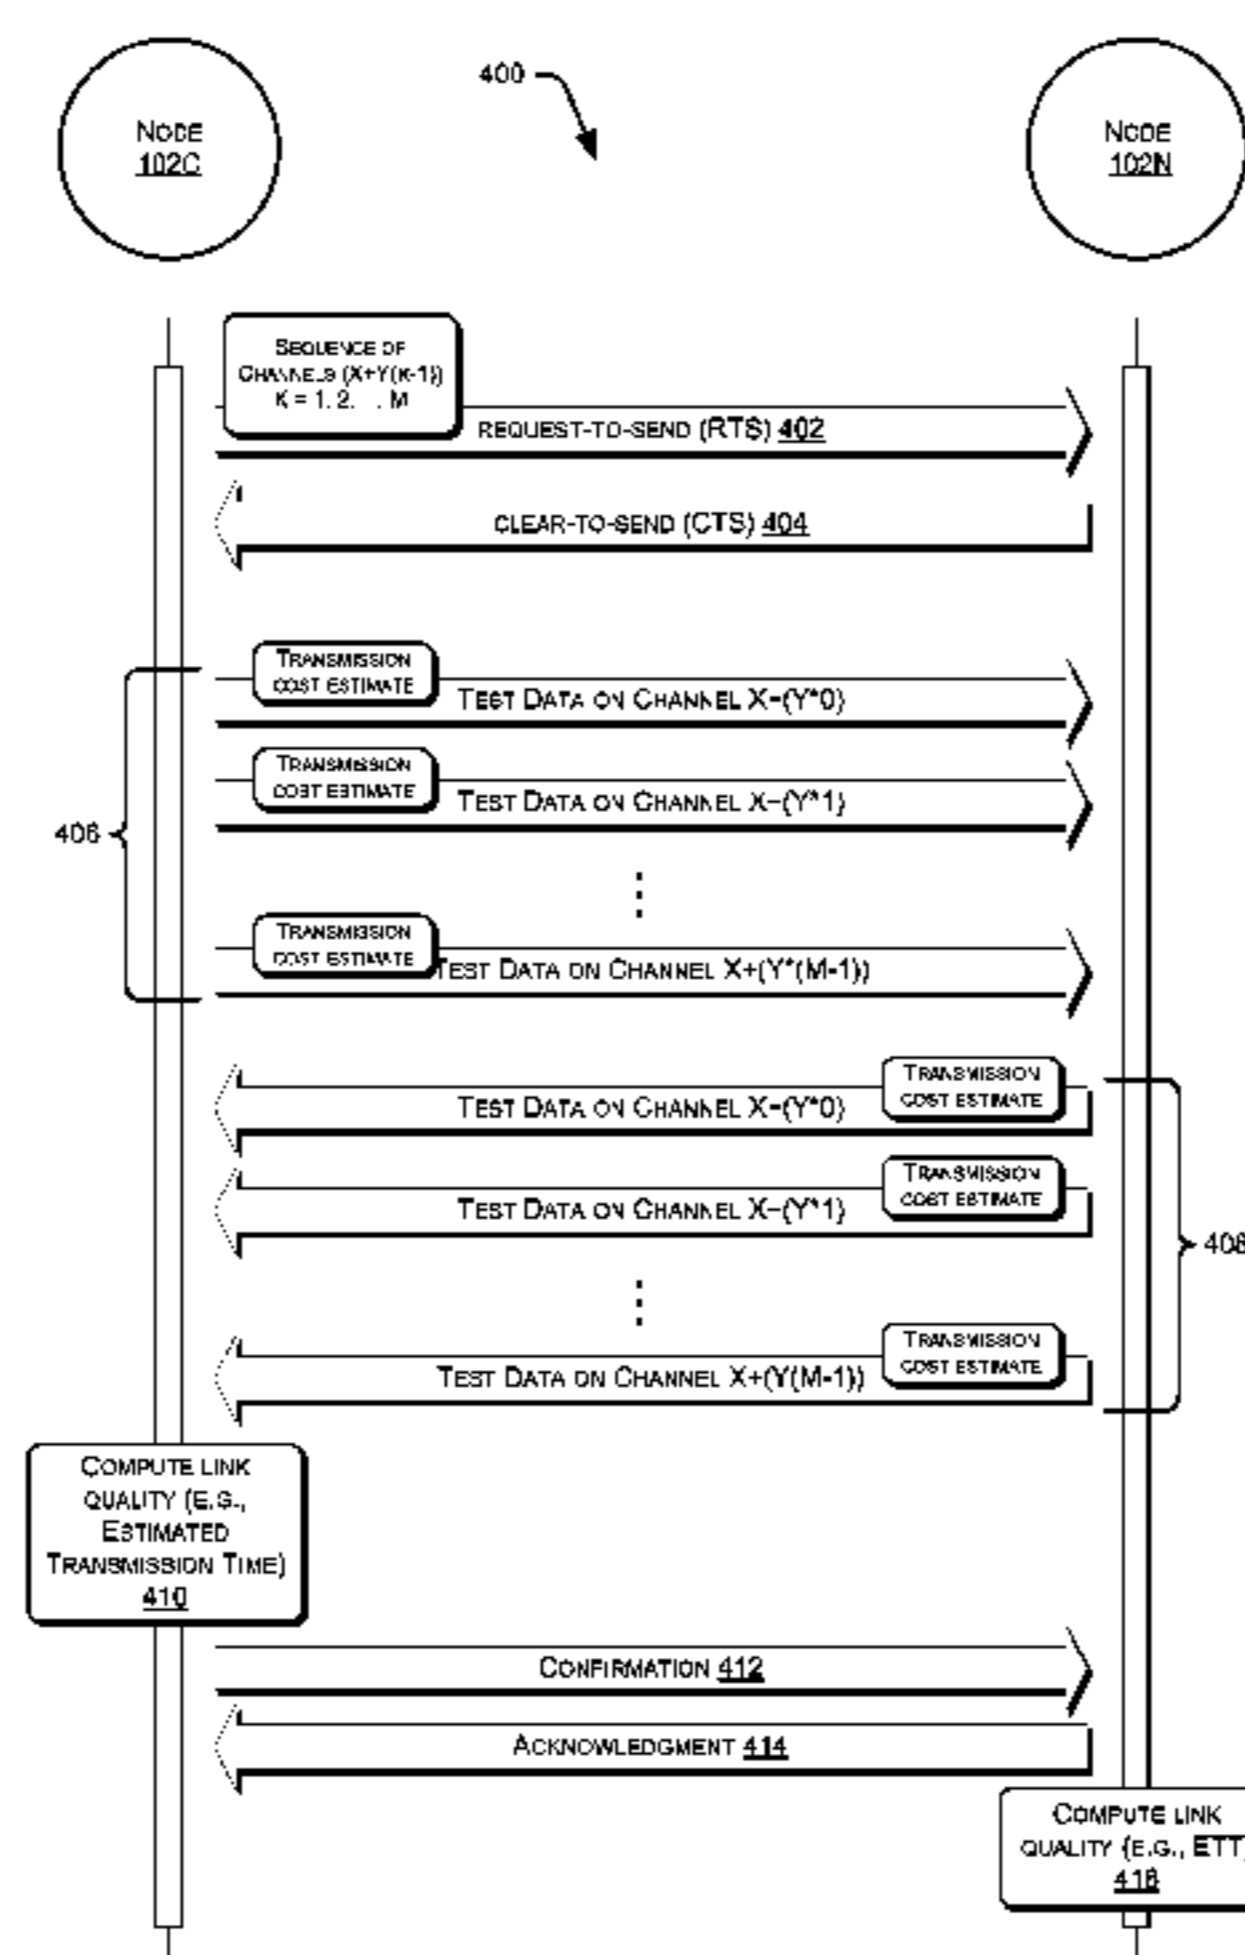 400
NODE
102C
NODE
102N
SEQUENCE OF
CHANNELS (X+Y(K-1))
K = 1, 2, . . . M
REQUEST-TO-SEND (RTS) 402
CLEAR-TO-SEND (CTS) 404
TRANSMISSION
COST ESTIMATE
TEST DATA ON CHANNEL X+(Y*0)
TRANSMISSION
COST ESTIMATE
TEST DATA ON CHANNEL X+(Y*1)
406
TRANSMISSION
COST ESTIMATE
TEST DATA ON CHANNEL X+(Y*(M-1))
TRANSMISSION
COST ESTIMATE
TEST DATA ON CHANNEL X+(Y*0)
TRANSMISSION
COST ESTIMATE
TEST DATA ON CHANNEL X+(Y*1)
408
TRANSMISSION
COST ESTIMATE
TEST DATA ON CHANNEL X+(Y(M-1))
COMPUTE LINK
QUALITY (E.G.,
ESTIMATED
TRANSMISSION TIME)
410
CONFIRMATION 412
ACKNOWLEDGMENT 414
COMPUTE LINK
QUALITY (E.G., ETT)
416